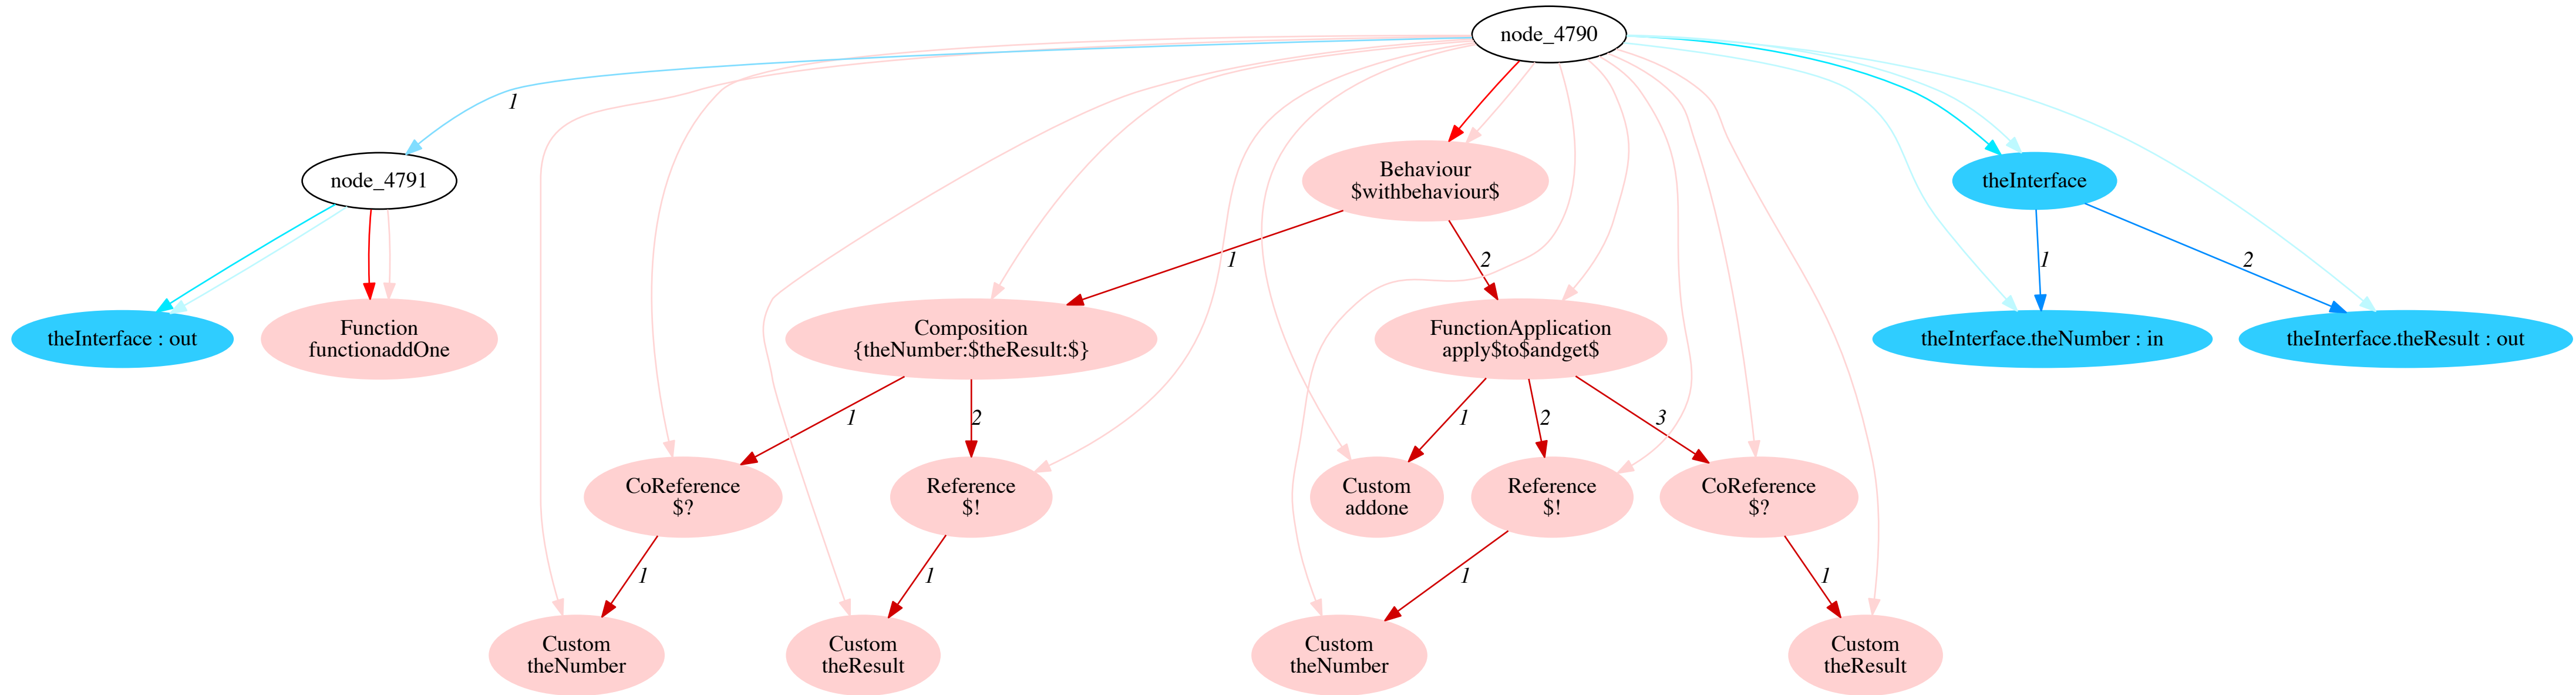 node_4790
1
node_4791
Behaviour
$withbehaviour$
theInterface
1
2
1
2
theInterface : out
Function
functionaddOne
Composition
{theNumber:$theResult:$}
FunctionApplication
apply$to$andget$
theInterface.theNumber : in
theInterface.theResult : out
1
2
1
2
3
CoReference
$?
Reference
$!
Custom
addone
Reference
$!
CoReference
$?
1
1
1
1
Custom
theNumber
Custom
theResult
Custom
theNumber
Custom
theResult